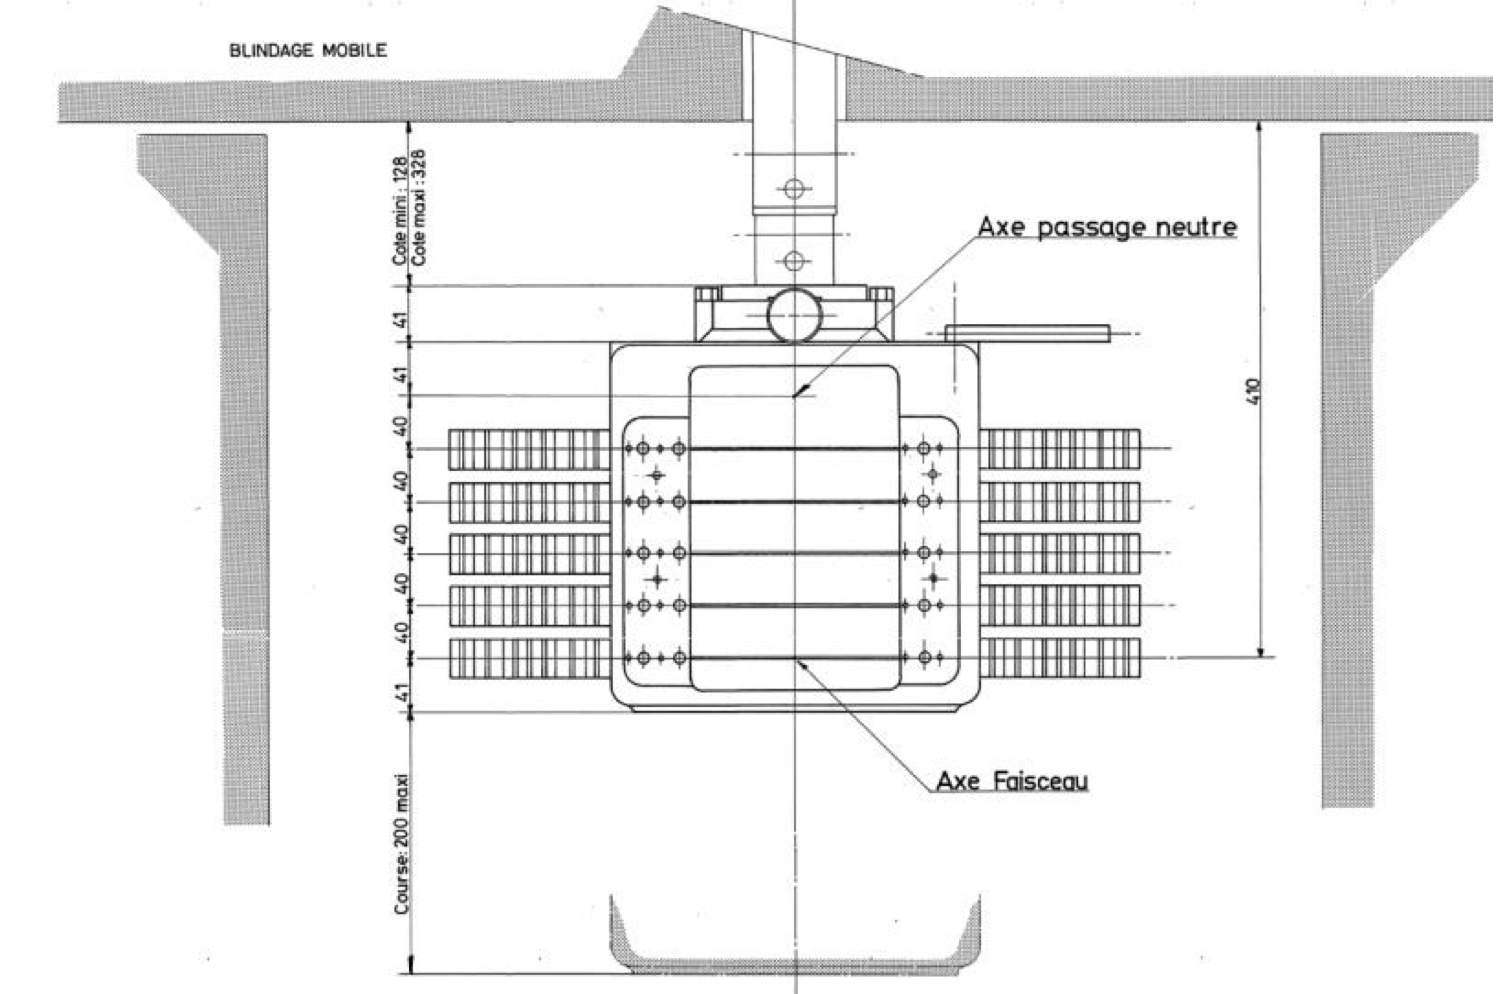 BLINDAGE MOBILE
Cote mini : 128
Cote maxi : 328
Axe passage neutre
41
41
410
40
40
40
40
40
41
Axe Faisceau
Course: 200 maxi